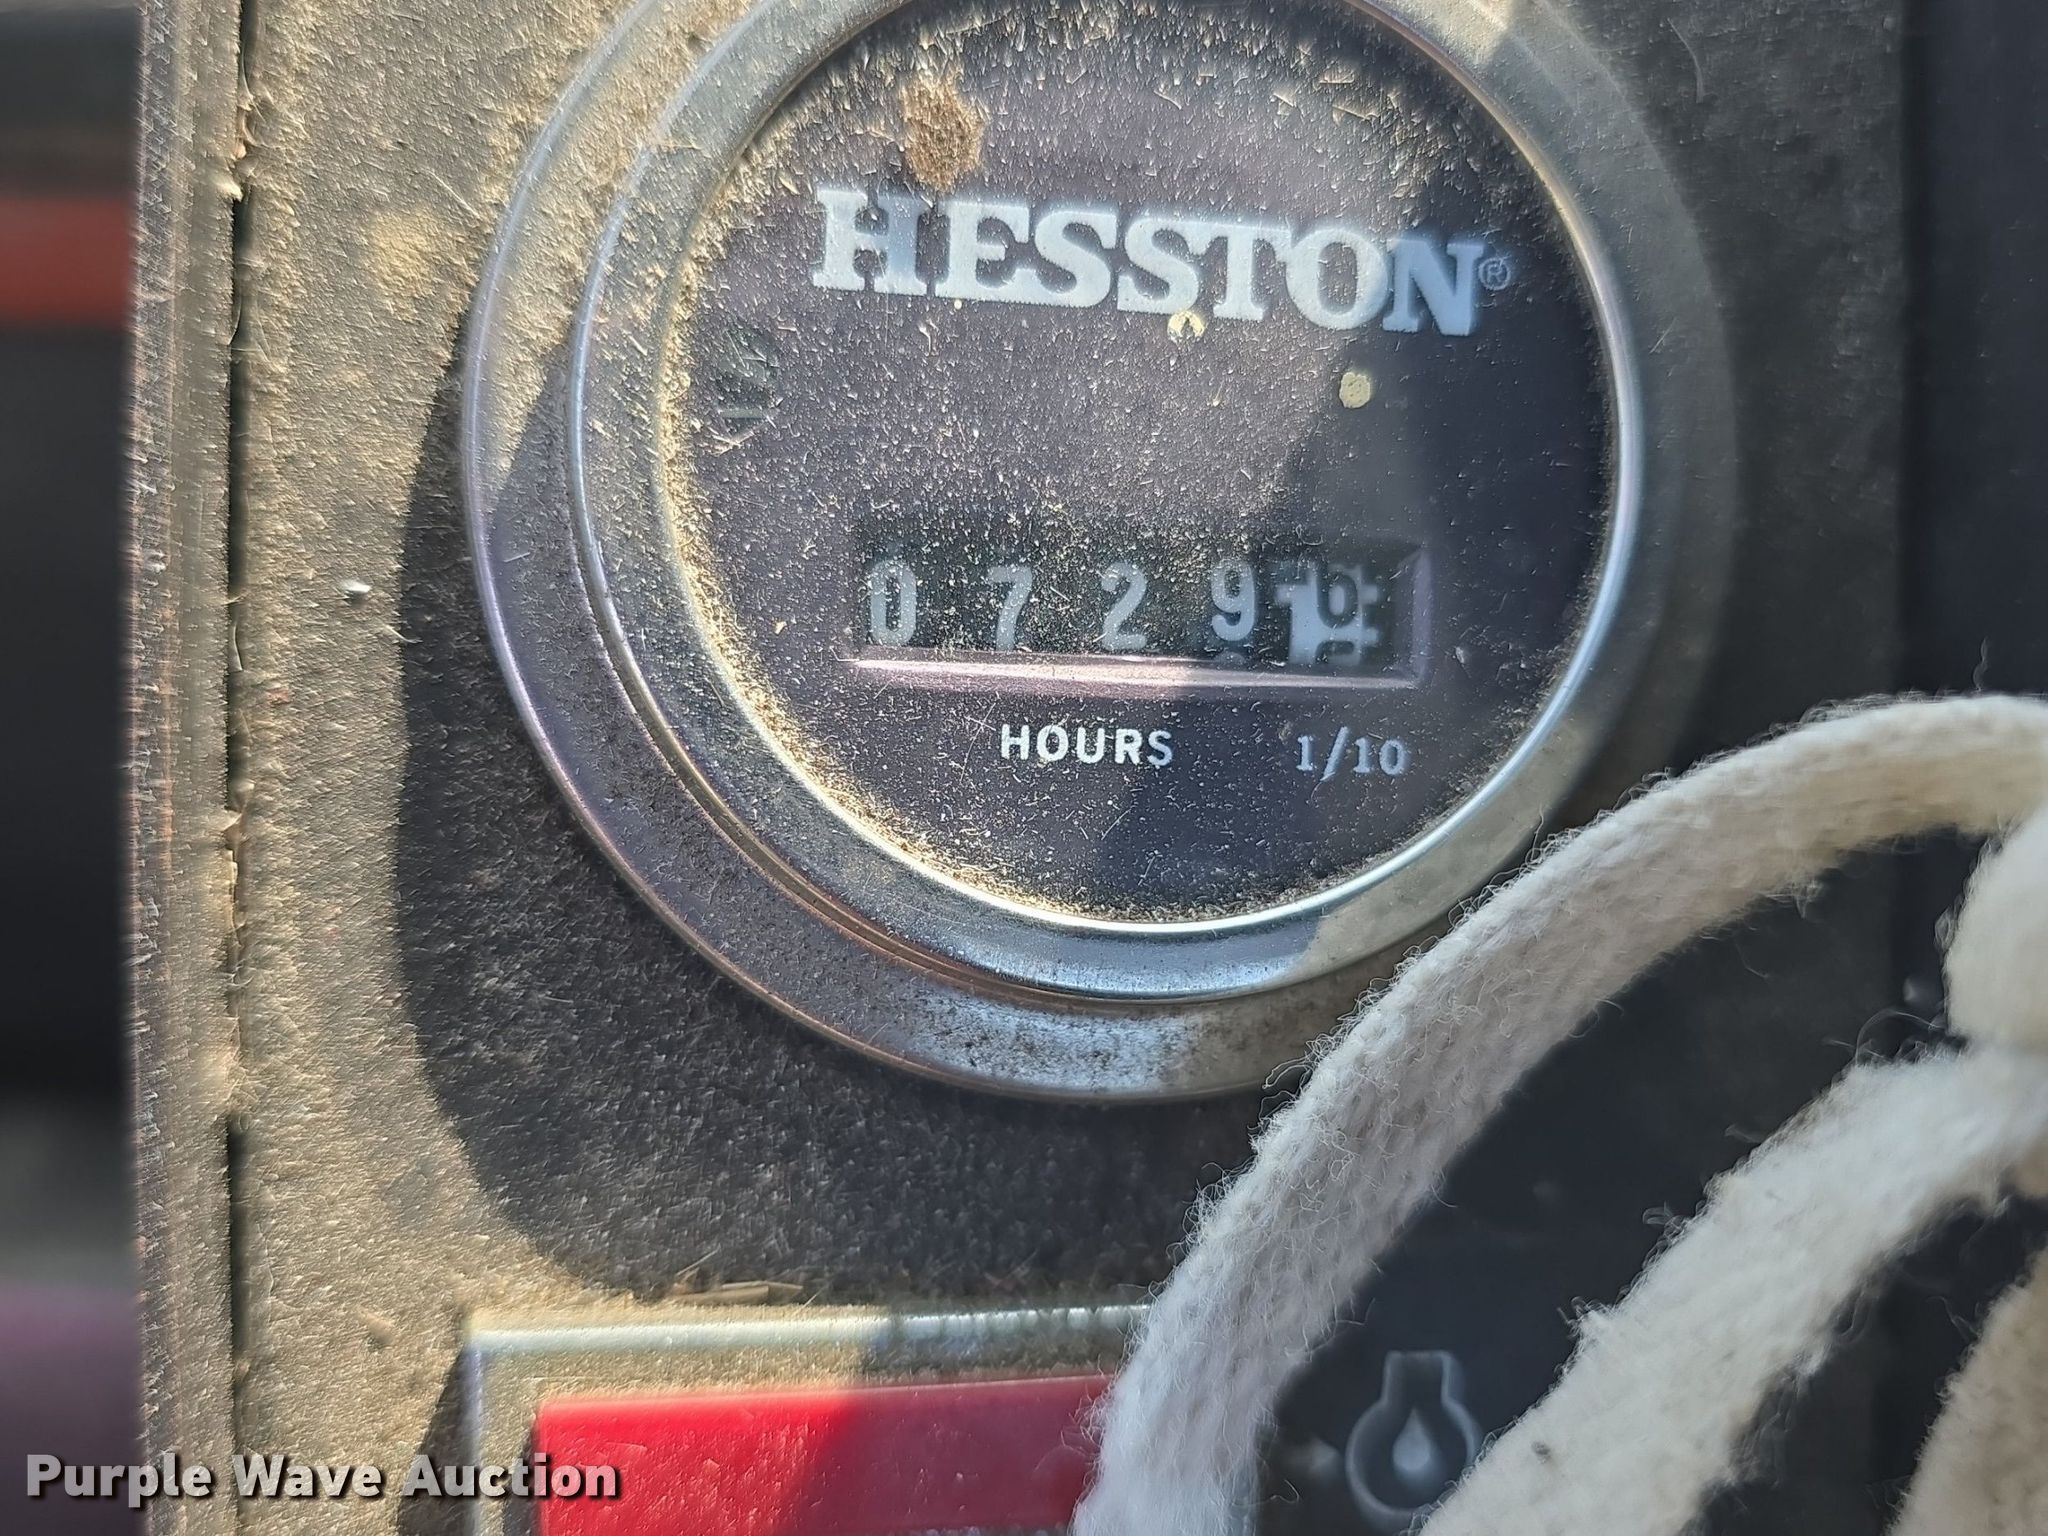 HESSTON®
0 7 2 9
HOURS 1/10
Purple Wave Auction